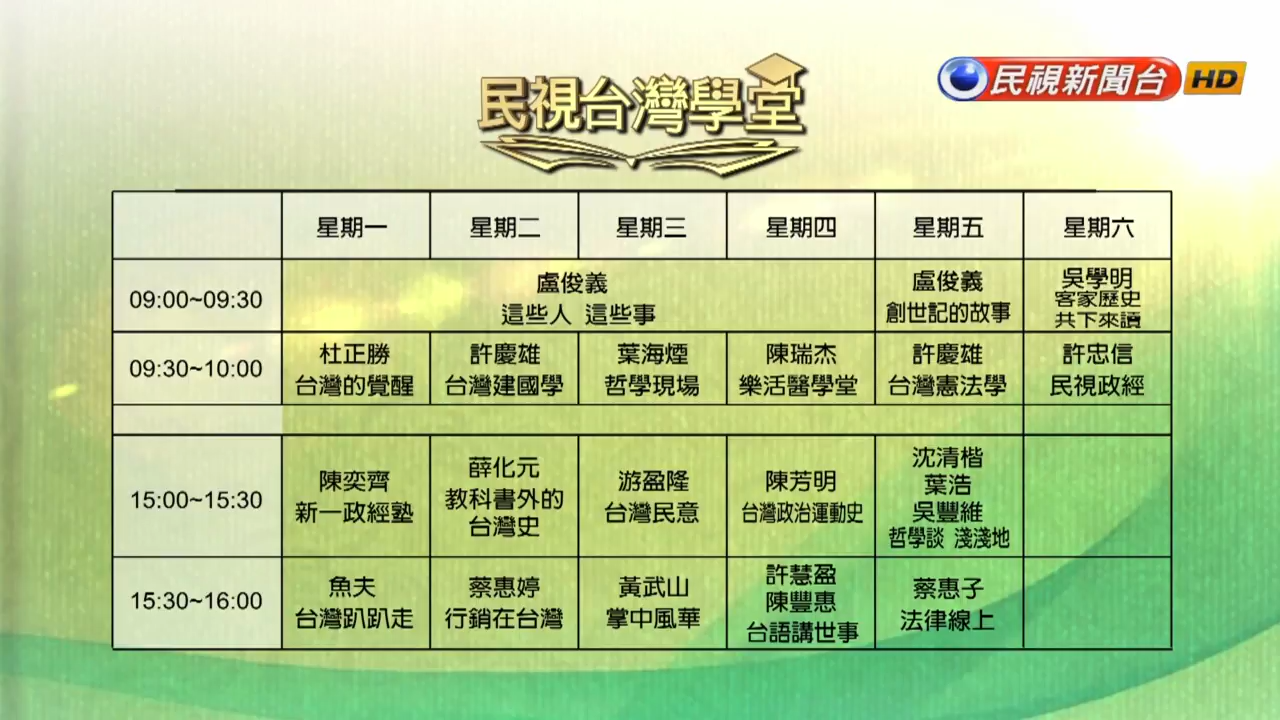 民視台灣學堂
民視新聞台 HD
星期一 星期二 星期三 星期四 星期五 星期六
09:00~09:30
盧俊義
這些人 這些事
盧俊義
創世記的故事
吳學明
客家歷史
共下來讀
09:30~10:00
杜正勝
台灣的覺醒
許慶雄
台灣建國學
葉海煙
哲學現場
陳瑞杰
樂活醫學堂
許慶雄
台灣憲法學
許忠信
民視政經
15:00~15:30
陳奕齊
新一政經塾
薛化元
教科書外的
台灣史
游盈隆
台灣民意
陳芳明
台灣政治運動史
沈清楷
葉浩
吳豐維
哲學談 淺淺地
15:30~16:00
魚夫
台灣趴趴走
蔡惠婷
行銷在台灣
黃武山
掌中風華
許慧盈
陳豐惠
台語講世事
蔡惠子
法律線上